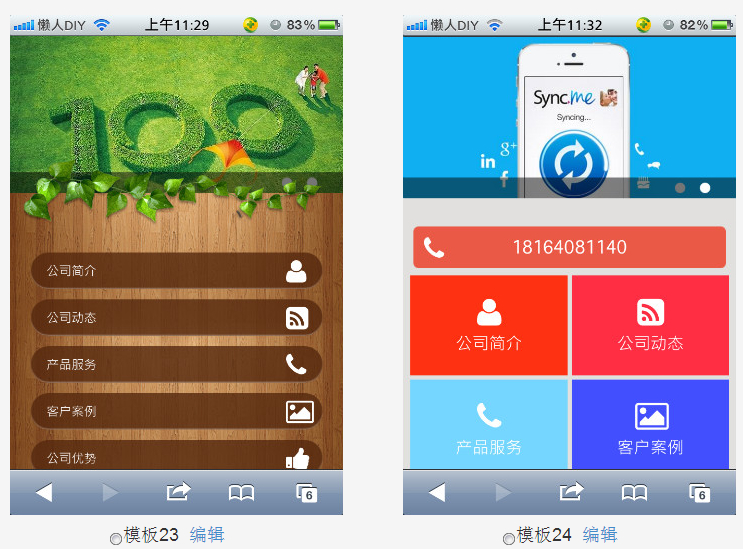 懒人DIY 上午11:29 83%
100
公司简介
公司动态
产品服务
客户案例
公司优势
6
模板23 编辑
懒人DIY 上午11:32 82%
Sync.me
Syncing...
g+
in
f
18164081140
公司简介 公司动态
产品服务 客户案例
6
模板24 编辑